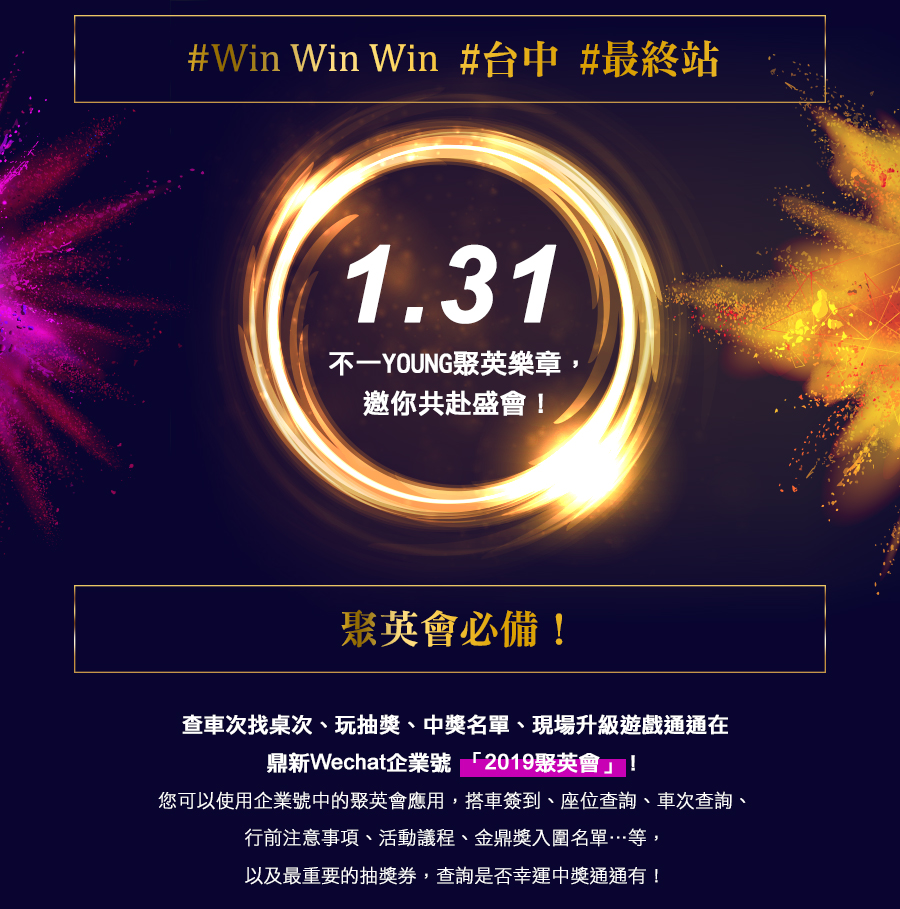 #Win Win Win #台中 #最終站
1.31
不一YOUNG聚英樂章，
邀你共赴盛會！
聚英會必備！
查車次找桌次、玩抽獎、中獎名單、現場升級遊戲通通在
鼎新Wechat企業號 「2019聚英會」！
您可以使用企業號中的聚英會應用，搭車簽到、座位查詢、車次查詢、
行前注意事項、活動議程、金鼎獎入圍名單…等，
以及最重要的抽獎券，查詢是否幸運中獎通通有！